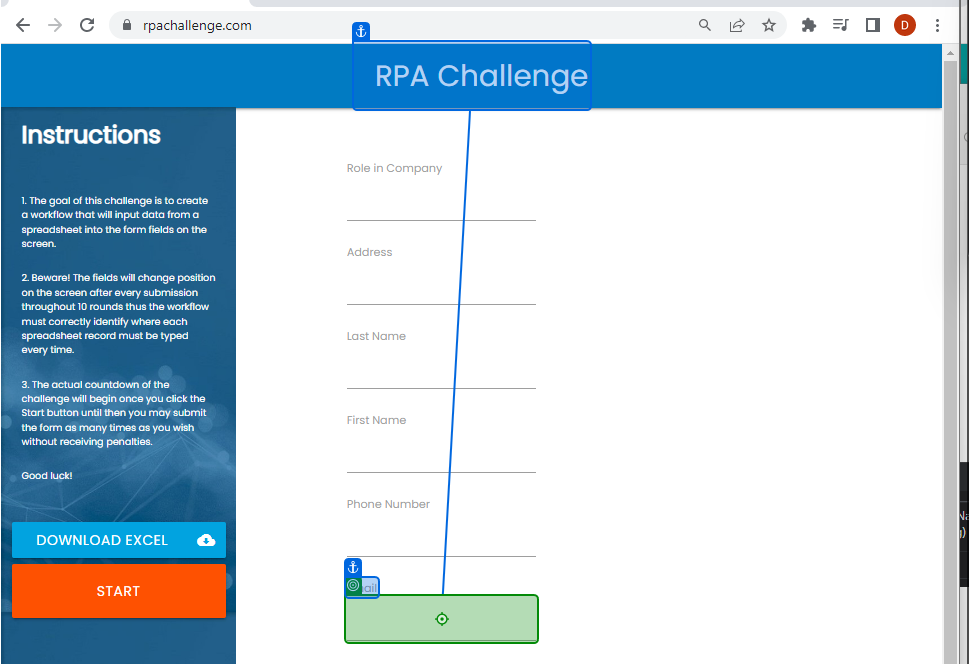 rpachallenge.com
D
RPA Challenge
Instructions
1. The goal of this challenge is to create
a workflow that will input data from a
spreadsheet into the form fields on the
screen.
2. Beware! The fields will change position
on the screen after every submission
throughout 10 rounds thus the workflow
must correctly identify where each
spreadsheet record must be typed
every time.
3. The actual countdown of the
challenge will begin once you click the
Start button until then you may submit
the form as many times as you wish
without receiving penalties.
Good luck!
DOWNLOAD EXCEL
START
Role in Company
Address
Last Name
First Name
Phone Number